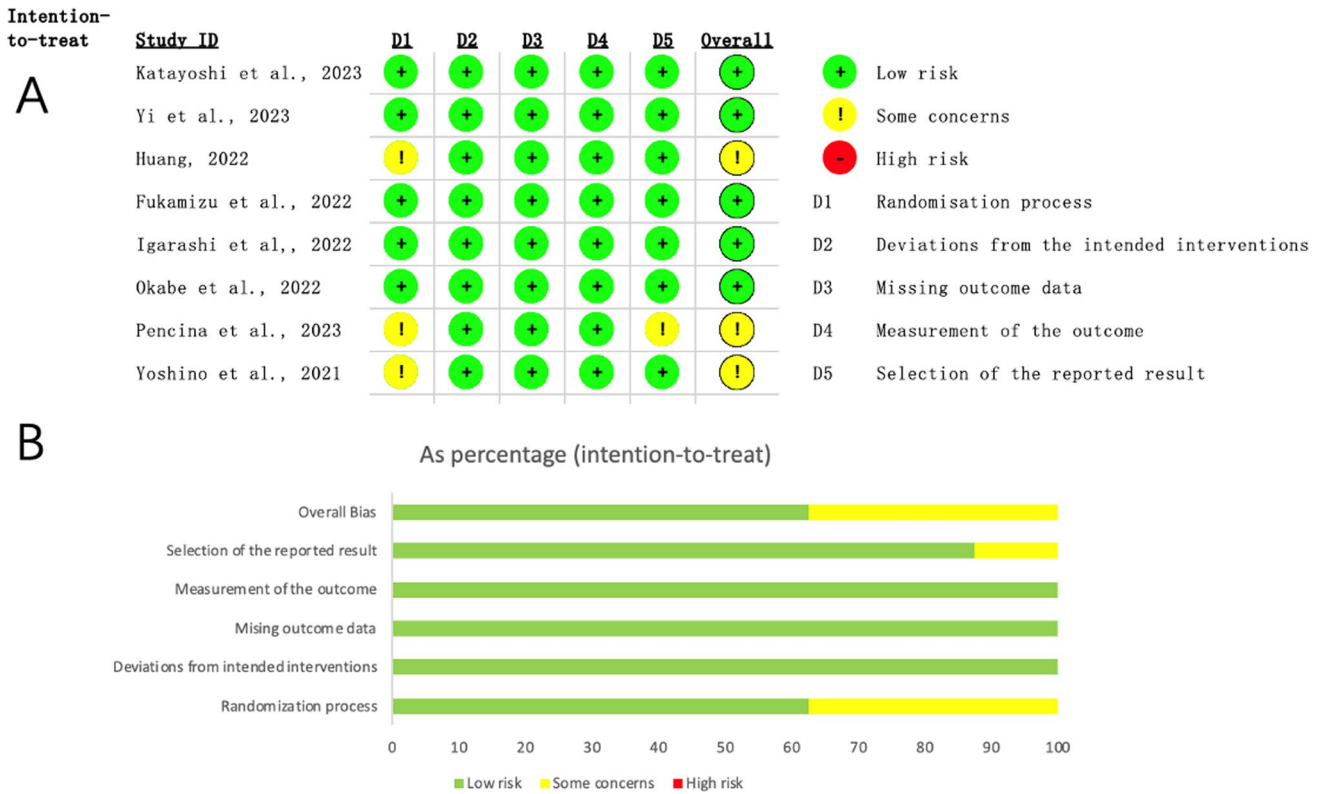 Intention-
to-treat
Study ID D1 D2 D3 D4 D5 Overall
A
Katayoshi et al., 2023 + + + + + +
Yi et al., 2023 + + + + + +
Huang, 2022 ! + + + + !
Fukamizu et al., 2022 + + + + + +
Igarashi et al,, 2022 + + + + + +
Okabe et al., 2022 + + + + + +
Pencina et al., 2023 ! + + + ! !
Yoshino et al., 2021 ! + + + + !
+ Low risk
! Some concerns
- High risk
D1 Randomisation process
D2 Deviations from the intended interventions
D3 Missing outcome data
D4 Measurement of the outcome
D5 Selection of the reported result
B
As percentage (intention-to-treat)
Overall Bias
Selection of the reported result
Measurement of the outcome
Mising outcome data
Deviations from intended interventions
Randomization process
0 10 20 30 40 50 60 70 80 90 100
Low risk Some concerns High risk